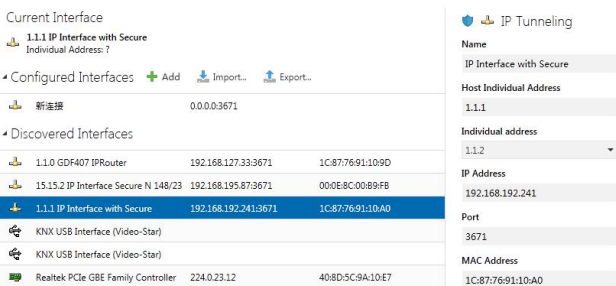 Current Interface
1.1.1 IP Interface with Secure
Individual Address: ?
Configured Interfaces Add Import... Export...
新连接 0.0.0.0:3671
Discovered Interfaces
1.1.0 GDF407 IPRouter 192.168.127.33:3671 1C:87:76:91:10:9D
15.15.2 IP Interface Secure N 148/23 192.168.195.87:3671 00:0E:8C:00:B9:FB
1.1.1 IP Interface with Secure 192.168.192.241:3671 1C:87:76:91:10:A0
KNX USB Interface (Video-Star)
KNX USB Interface (Video-Star)
Realtek PCIe GBE Family Controller 224.0.23.12 40:8D:5C:9A:10:E7
IP Tunneling
Name
IP Interface with Secure
Host Individual Address
1.1.1
Individual address
1.1.2
IP Address
192.168.192.241
Port
3671
MAC Address
1C:87:76:91:10:A0